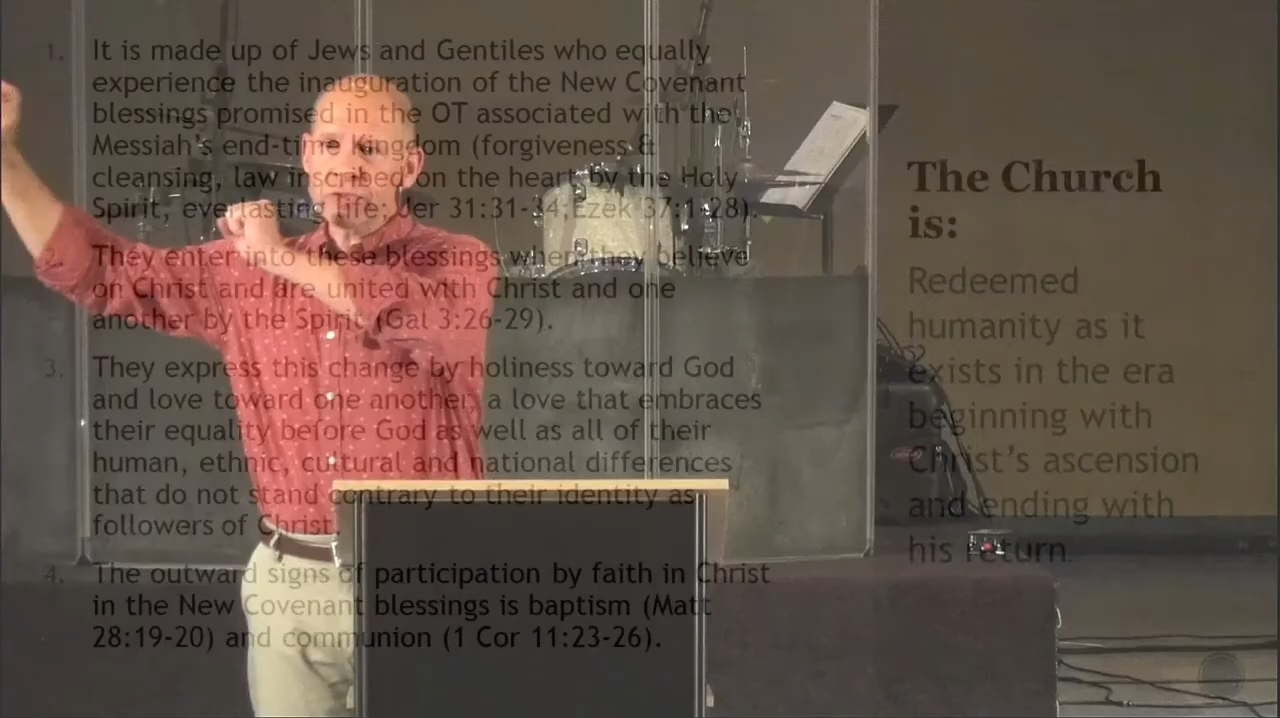 1. It is made up of Jews and Gentiles who equally
experience the inauguration of the New Covenant
blessings promised in the OT associated with the
Messiah's end-time Kingdom (forgiveness &
cleansing, law inscribed on the heart by the Holy
Spirit, everlasting life; Jer 31:31-34;Ezek 37:1-28).
2. They enter into these blessings when they believe
on Christ and are united with Christ and one
another by the Spirit (Gal 3:26-29).
3. They express this change by holiness toward God
and love toward one another, a love that embraces
their equality before God as well as all of their
human, ethnic, cultural and national differences
that do not stand contrary to their identity as
followers of Christ.
4. The outward signs of participation by faith in Christ
in the New Covenant blessings is baptism (Matt
28:19-20) and communion (1 Cor 11:23-26).
The Church
is:
Redeemed
humanity as it
exists in the era
beginning with
Christ's ascension
and ending with
his return.